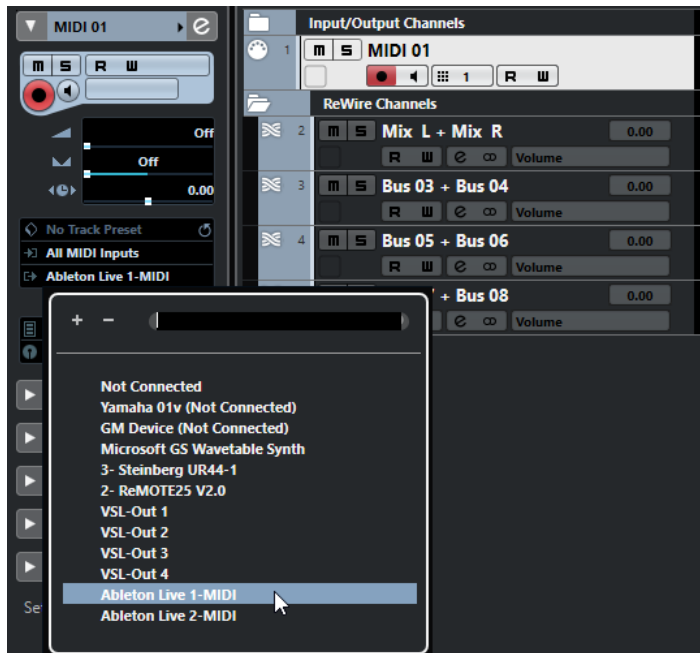 MIDI 01
m S R W
Off
Off
0.00
No Track Preset
All MIDI Inputs
Ableton Live 1-MIDI
Input/Output Channels
1 m S MIDI 01
1 R W
ReWire Channels
2 m S Mix L + Mix R 0.00
R W e Volume
3 m S Bus 03 + Bus 04 0.00
R W e Volume
4 m S Bus 05 + Bus 06 0.00
R W e Volume
+ Bus 08 0.00
e Volume
+ -
Not Connected
Yamaha 01v (Not Connected)
GM Device (Not Connected)
Microsoft GS Wavetable Synth
3- Steinberg UR44-1
2- ReMOTE25 V2.0
VSL-Out 1
VSL-Out 2
VSL-Out 3
VSL-Out 4
Ableton Live 1-MIDI
Ableton Live 2-MIDI